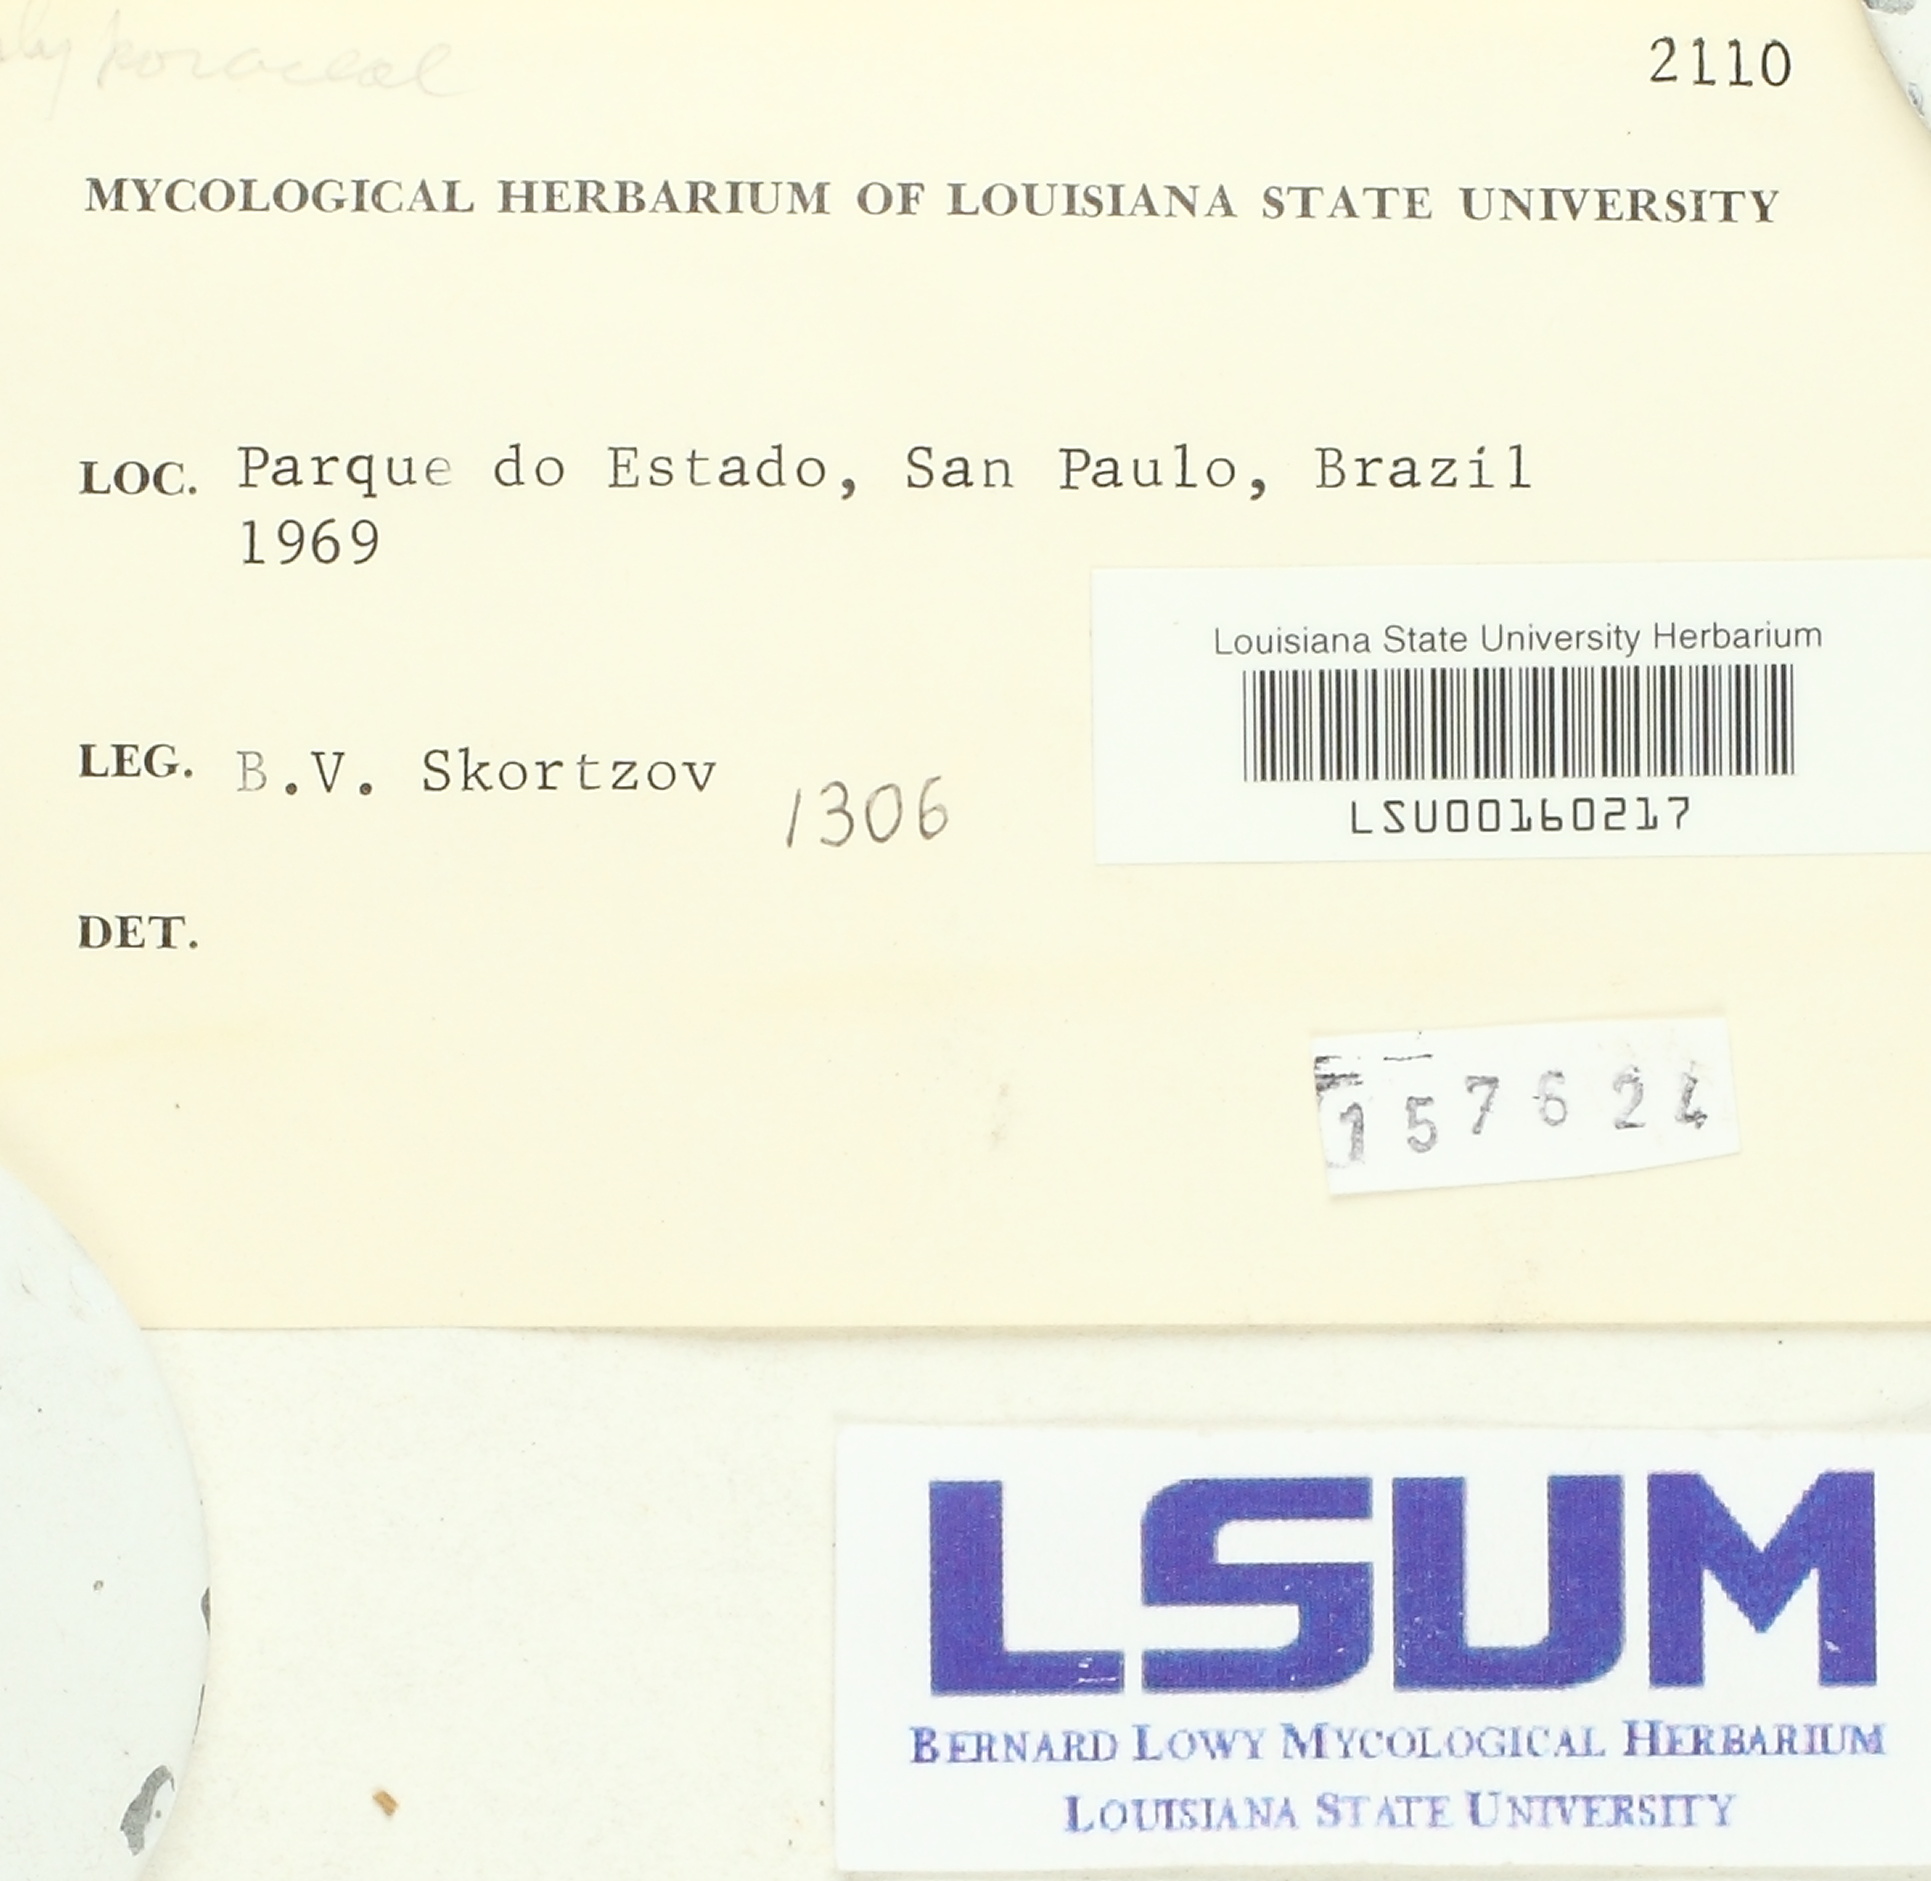 2110
MYCOLOGICAL HERBARIUM OF LOUISIANA STATE UNIVERSITY
LOC. Parque do Estado, San Paulo, Brazil
1969
Louisiana State University Herbarium
LSU00160217
LEG. B.V. Skortzov 1306
DET.
157624
LSUM
BERNARD LOWY MYCOLOGICAL HERBARIUM
LOUISIANA STATE UNIVERSITY